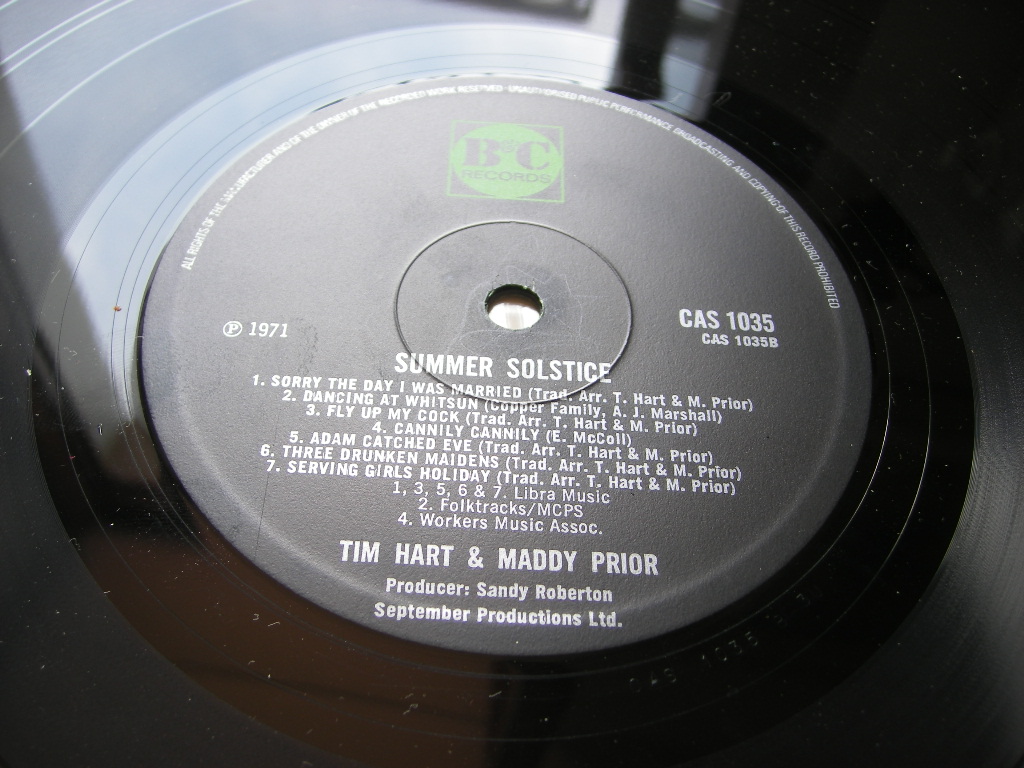 ALL RIGHTS OF THE MANUFACTURER AND OF THE OWNER OF THE RECORDED WORK RESERVED · UNAUTHORISED PUBLIC PERFORMANCE BROADCASTING AND COPYING OF THIS RECORD PROHIBITED
B&C
RECORDS
℗ 1971
CAS 1035
CAS 1035B
SUMMER SOLSTICE
1. SORRY THE DAY I WAS MARRIED (Trad. Arr. T. Hart & M. Prior)
2. DANCING AT WHITSUN (Copper Family, A. J. Marshall)
3. FLY UP MY COCK (Trad. Arr. T. Hart & M. Prior)
4. CANNILY CANNILY (E. McColl)
5. ADAM CATCHED EVE (Trad. Arr. T. Hart & M. Prior)
6. THREE DRUNKEN MAIDENS (Trad. Arr. T. Hart & M. Prior)
7. SERVING GIRLS HOLIDAY (Trad. Arr. T. Hart & M. Prior)
1, 3, 5, 6 & 7. Libra Music
2. Folktracks/MCPS
4. Workers Music Assoc.
TIM HART & MADDY PRIOR
Producer: Sandy Roberton
September Productions Ltd.
CAS 1035